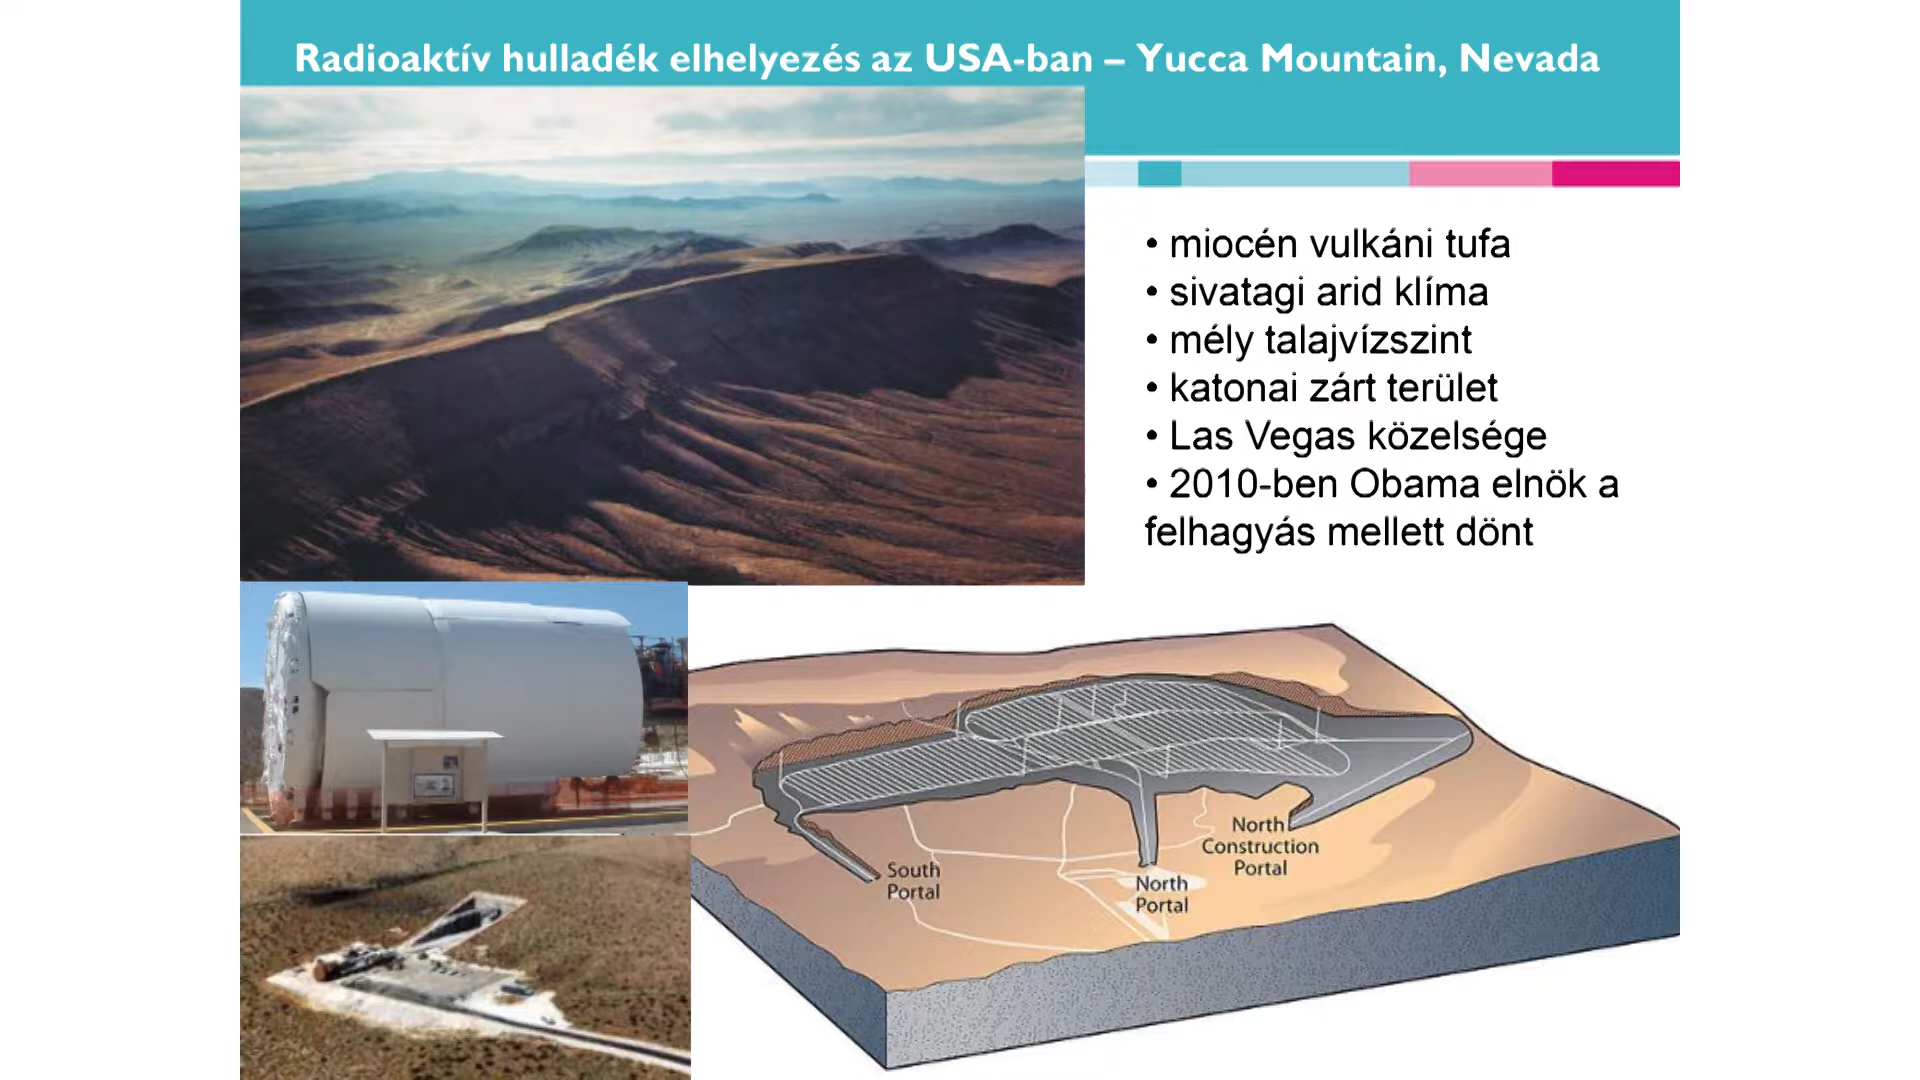 Radioaktív hulladék elhelyezés az USA-ban – Yucca Mountain, Nevada
• miocén vulkáni tufa
• sivatagi arid klíma
• mély talajvízszint
• katonai zárt terület
• Las Vegas közelsége
• 2010-ben Obama elnök a
felhagyás mellett dönt
South
Portal
North
Portal
North
Construction
Portal